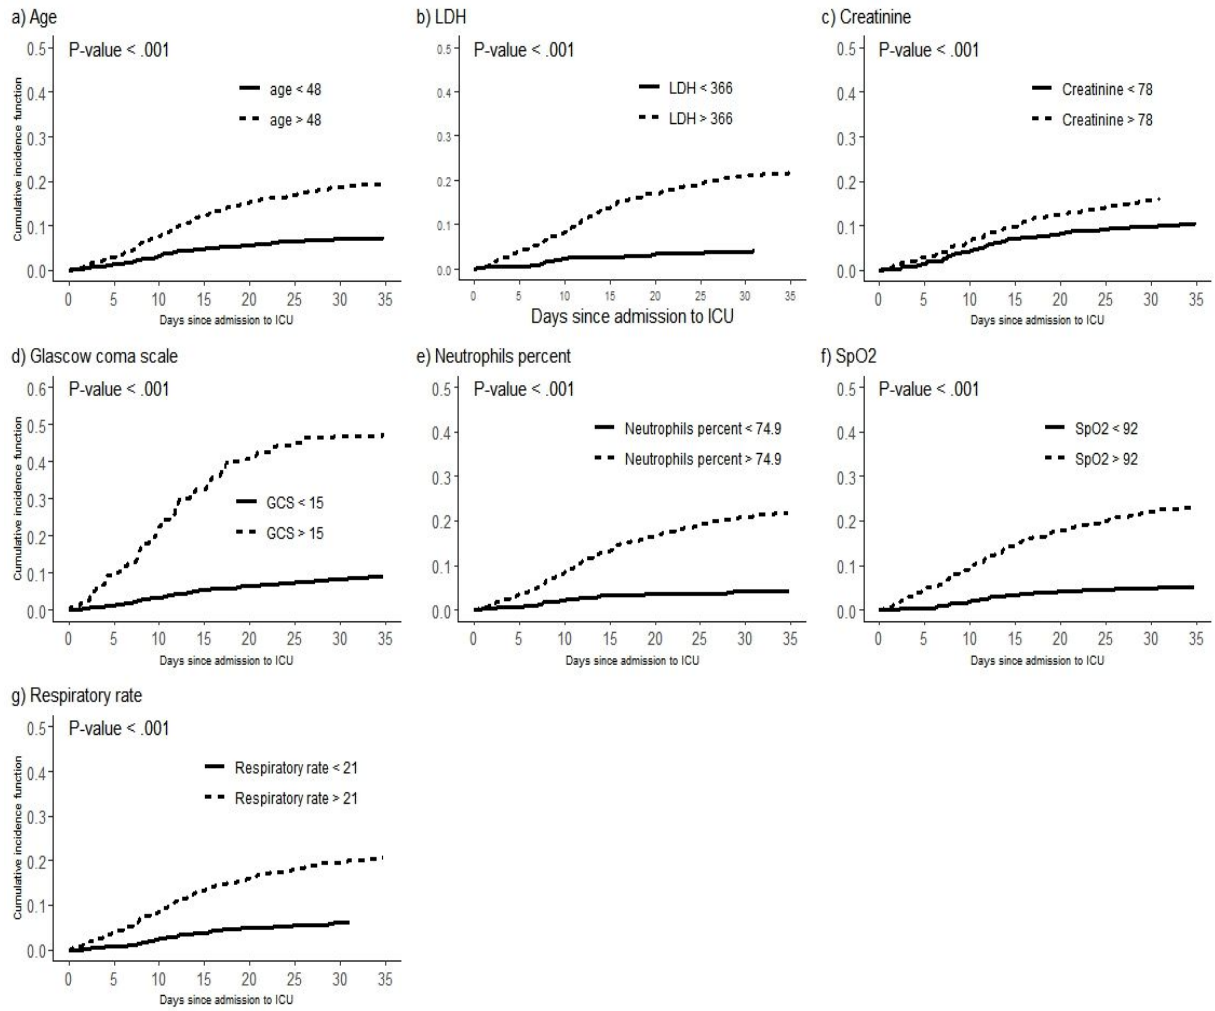 a) Age
P-value < .001
Cumulative incidence function
0.5
0.4
0.3
0.2
0.1
0.0
age < 48
age > 48
0 5 10 15 20 25 30 35
Days since admission to ICU
b) LDH
P-value < .001
0.5
0.4
0.3
0.2
0.1
0.0
LDH < 366
LDH > 366
0 5 10 15 20 25 30 35
Days since admission to ICU
c) Creatinine
P-value < .001
0.5
0.4
0.3
0.2
0.1
0.0
Creatinine < 78
Creatinine > 78
0 5 10 15 20 25 30 35
Days since admission to ICU
d) Glascow coma scale
P-value < .001
Cumulative incidence function
0.6
0.5
0.4
0.3
0.2
0.1
0.0
GCS < 15
GCS > 15
0 5 10 15 20 25 30 35
Days since admission to ICU
e) Neutrophils percent
P-value < .001
0.5
0.4
0.3
0.2
0.1
0.0
Neutrophils percent < 74.9
Neutrophils percent > 74.9
0 5 10 15 20 25 30 35
Days since admission to ICU
f) SpO2
P-value < .001
0.5
0.4
0.3
0.2
0.1
0.0
SpO2 < 92
SpO2 > 92
0 5 10 15 20 25 30 35
Days since admission to ICU
g) Respiratory rate
P-value < .001
Cumulative incidence function
0.5
0.4
0.3
0.2
0.1
0.0
Respiratory rate < 21
Respiratory rate > 21
0 5 10 15 20 25 30 35
Days since admission to ICU